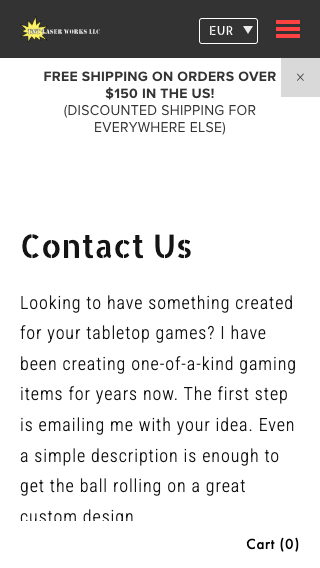 LASER WORKS LLC
EUR
FREE SHIPPING ON ORDERS OVER
$150 IN THE US!
(DISCOUNTED SHIPPING FOR
EVERYWHERE ELSE)
×
Contact Us
Looking to have something created
for your tabletop games? I have
been creating one-of-a-kind gaming
items for years now. The first step
is emailing me with your idea. Even
a simple description is enough to
get the ball rolling on a great
custom design
Cart (0)